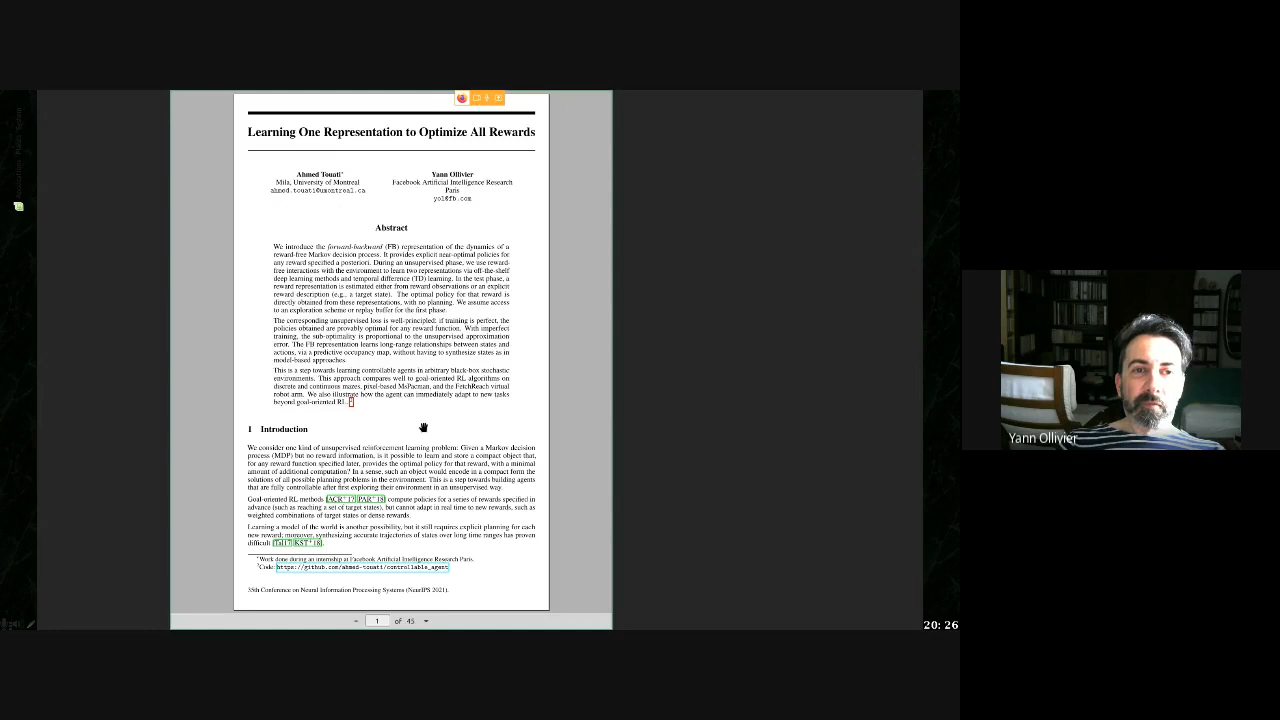 Learning One Representation to Optimize All Rewards
Ahmed Touati*
Mila, University of Montreal
ahmed.touati@umontreal.ca
Yann Ollivier
Facebook Artificial Intelligence Research
Paris
yol@fb.com
Abstract
We introduce the forward-backward (FB) representation of the dynamics of a
reward-free Markov decision process. It provides explicit near-optimal policies for
any reward specified a posteriori. During an unsupervised phase, we use reward-
free interactions with the environment to learn two representations via off-the-shelf
deep learning methods and temporal difference (TD) learning. In the test phase, a
reward representation is estimated either from reward observations or an explicit
reward description (e.g., a target state). The optimal policy for that reward is
directly obtained from these representations, with no planning. We assume access
to an exploration scheme or replay buffer for the first phase.
The corresponding unsupervised loss is well-principled: if training is perfect, the
policies obtained are provably optimal for any reward function. With imperfect
training, the sub-optimality is proportional to the unsupervised approximation
error. The FB representation learns long-range relationships between states and
actions, via a predictive occupancy map, without having to synthesize states as in
model-based approaches.
This is a step towards learning controllable agents in arbitrary black-box stochastic
environments. This approach compares well to goal-oriented RL algorithms on
discrete and continuous mazes, pixel-based MsPacman, and the FetchReach virtual
robot arm. We also illustrate how the agent can immediately adapt to new tasks
beyond goal-oriented RL.
1 Introduction
We consider one kind of unsupervised reinforcement learning problem: Given a Markov decision
process (MDP) but no reward information, is it possible to learn and store a compact object that,
for any reward function specified later, provides the optimal policy for that reward, with a minimal
amount of additional computation? In a sense, such an object would encode in a compact form the
solutions of all possible planning problems in the environment. This is a step towards building agents
that are fully controllable after first exploring their environment in an unsupervised way.
Goal-oriented RL methods [ACR+17, PAR+18] compute policies for a series of rewards specified in
advance (such as reaching a set of target states), but cannot adapt in real time to new rewards, such as
weighted combinations of target states or dense rewards.
Learning a model of the world is another possibility, but it still requires explicit planning for each
new reward; moreover, synthesizing accurate trajectories of states over long time ranges has proven
difficult [Tal17, KST+18].
*Work done during an internship at Facebook Artificial Intelligence Research Paris.
Code: https://github.com/ahmed-touati/controllable_agent
35th Conference on Neural Information Processing Systems (NeurIPS 2021).
1 of 45
20: 26
Yann Ollivier